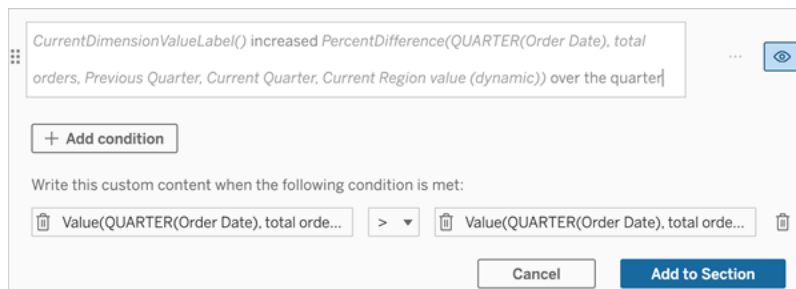 CurrentDimensionValueLabel() increased PercentDifference(QUARTER(Order Date), total
orders, Previous Quarter, Current Quarter, Current Region value (dynamic)) over the quarter
+ Add condition
Write this custom content when the following condition is met:
Value(QUARTER(Order Date), total orde... > Value(QUARTER(Order Date), total orde...
Cancel Add to Section